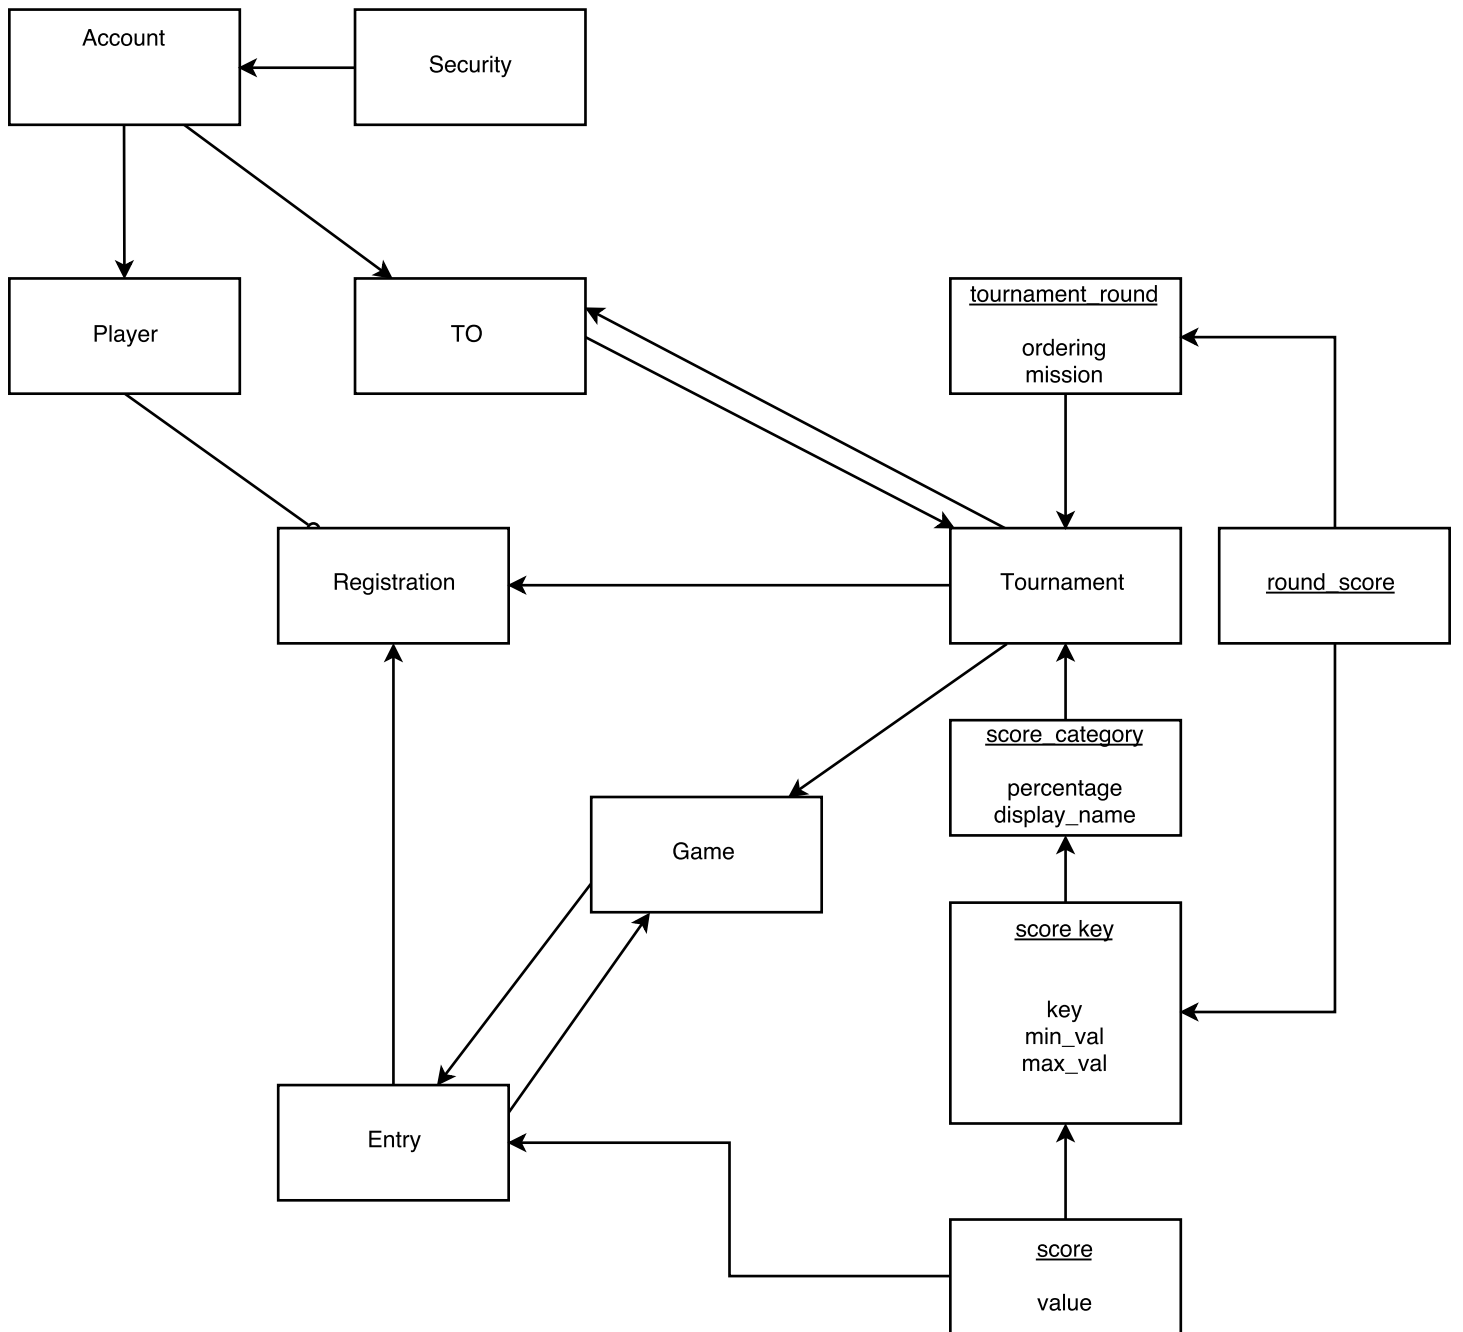 Account
Security
Player
TO
tournament_round
ordering
mission
Registration
Tournament
round_score
score_category
percentage
display_name
Game
score key
key
min_val
max_val
Entry
score
value